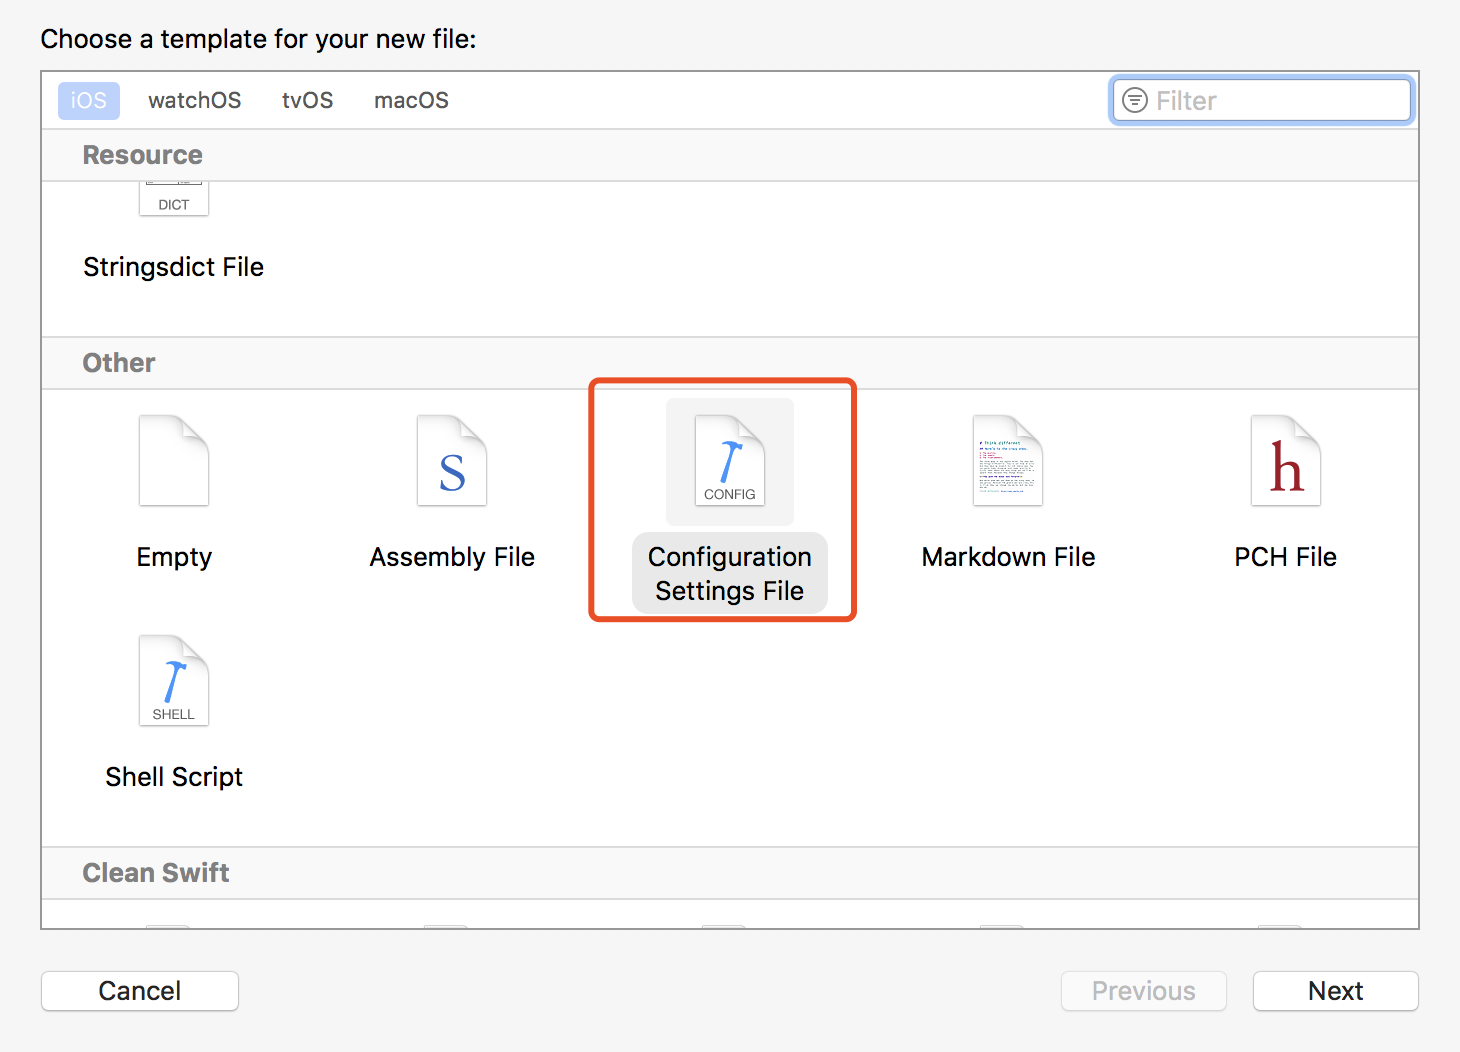 Choose a template for your new file:
iOS watchOS tvOS macOS Filter
Resource
DICT
Stringsdict File
Other
S CONFIG h
Empty Assembly File Configuration Settings File Markdown File PCH File
SHELL
Shell Script
Clean Swift
Cancel Previous Next